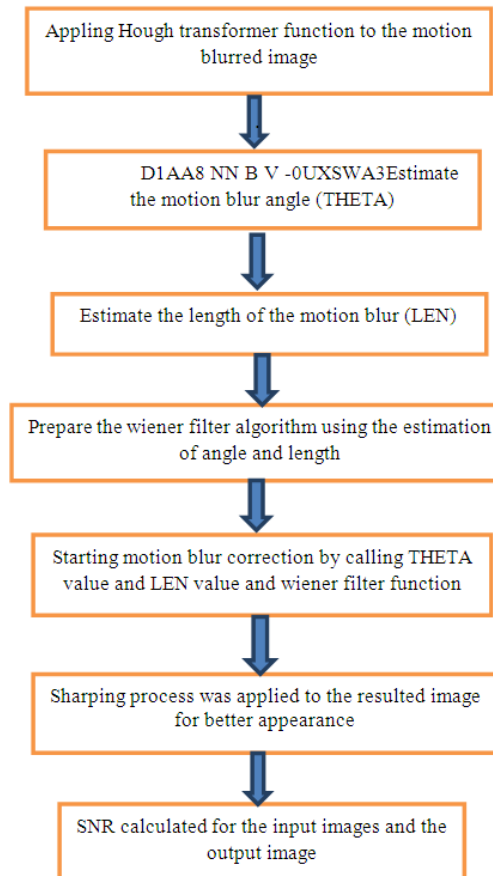 Appling Hough transformer function to the motion
blurred image
D1AA8 NN B V -0UXSWA3Estimate
the motion blur angle (THETA)
Estimate the length of the motion blur (LEN)
Prepare the wiener filter algorithm using the estimation
of angle and length
Starting motion blur correction by calling THETA
value and LEN value and wiener filter function
Sharping process was applied to the resulted image
for better appearance
SNR calculated for the input images and the
output image